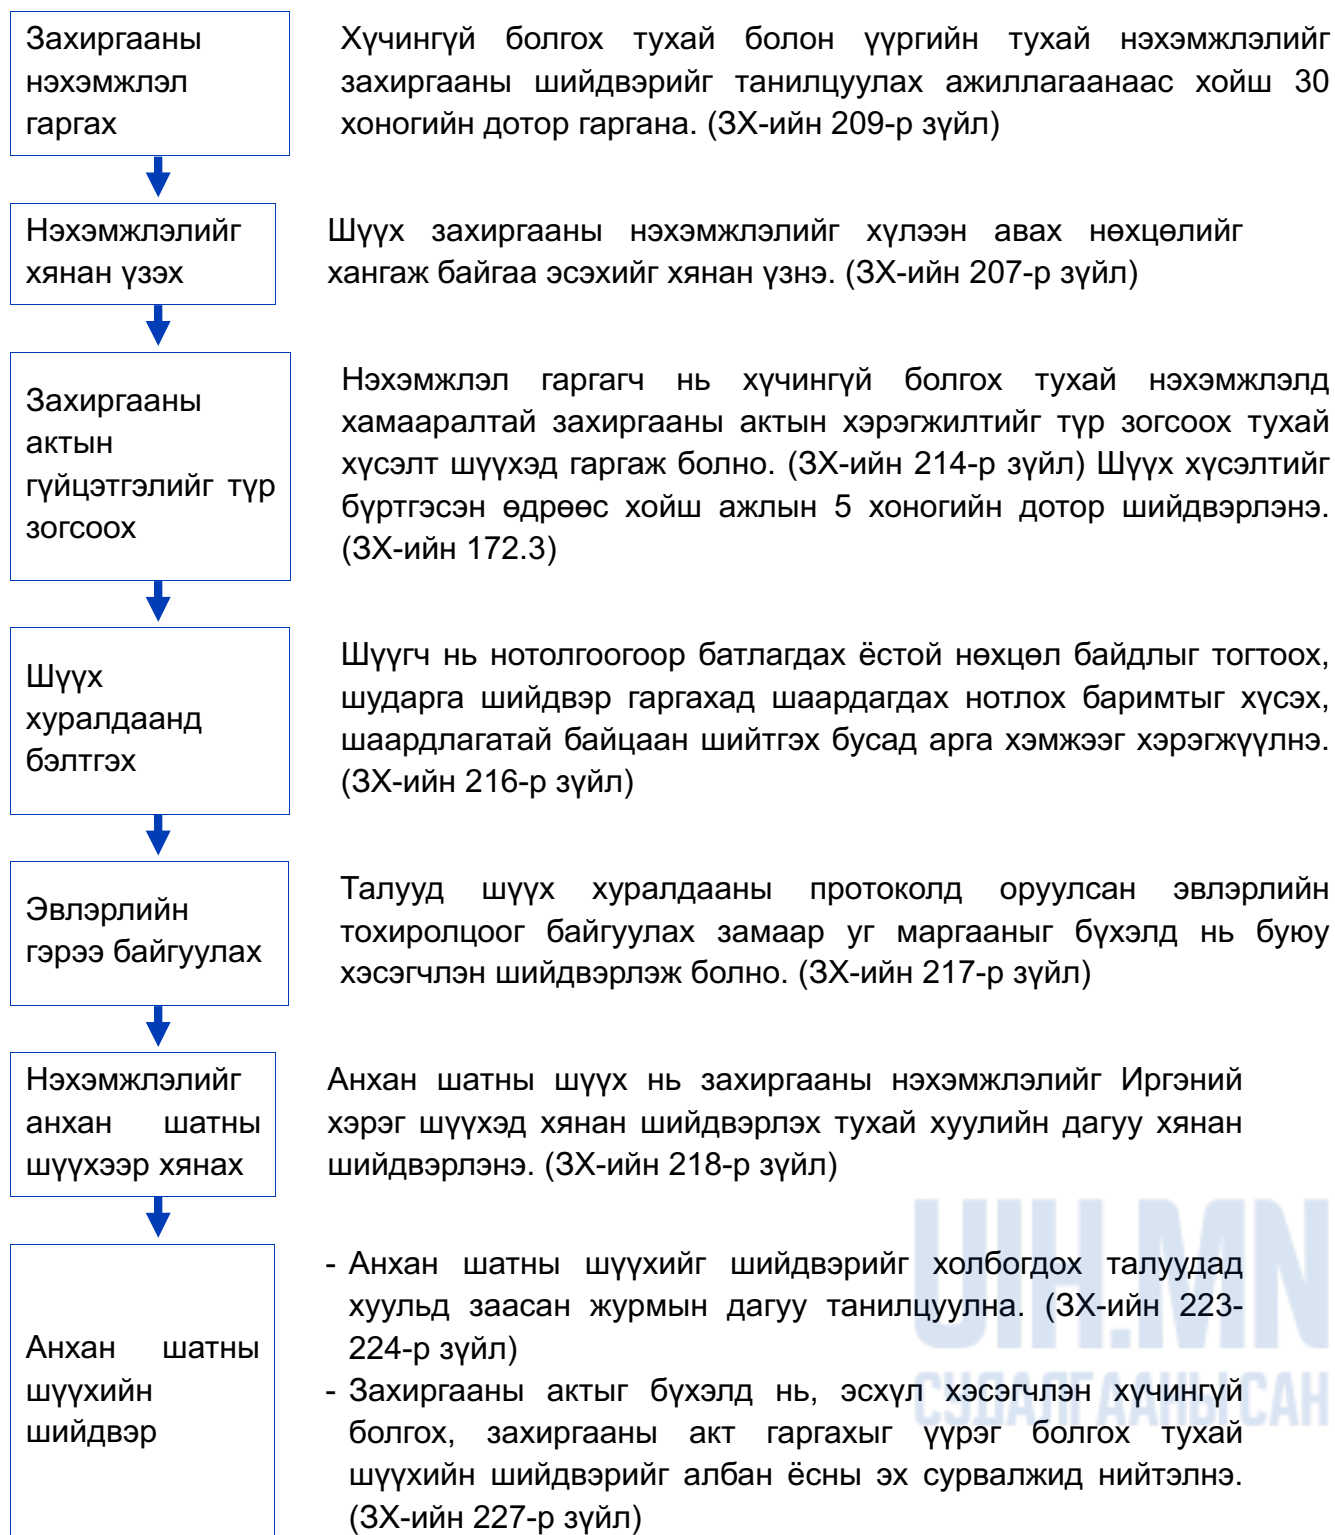 Захиргааны
нэхэмжлэл
гаргах
Хүчингүй болгох тухай болон үүргийн тухай нэхэмжлэлийг
захиргааны шийдвэрийг танилцуулах ажиллагаанаас хойш 30
хоногийн дотор гаргана. (ЗХ-ийн 209-р зүйл)
Нэхэмжлэлийг
хянан үзэх
Шүүх захиргааны нэхэмжлэлийг хүлээн авах нөхцөлийг
хангаж байгаа эсэхийг хянан үзнэ. (ЗХ-ийн 207-р зүйл)
Захиргааны
актын
гүйцэтгэлийг түр
зогсоох
Нэхэмжлэл гаргагч нь хүчингүй болгох тухай нэхэмжлэлд
хамааралтай захиргааны актын хэрэгжилтийг түр зогсоох тухай
хүсэлт шүүхэд гаргаж болно. (ЗХ-ийн 214-р зүйл) Шүүх хүсэлтийг
бүртгэсэн өдрөөс хойш ажлын 5 хоногийн дотор шийдвэрлэнэ.
(ЗХ-ийн 172.3)
Шүүх
хуралдаанд
бэлтгэх
Шүүгч нь нотолгоогоор батлагдах ёстой нөхцөл байдлыг тогтоох,
шударга шийдвэр гаргахад шаардагдах нотлох баримтыг хүсэх,
шаардлагатай байцаан шийтгэх бусад арга хэмжээг хэрэгжүүлнэ.
(ЗХ-ийн 216-р зүйл)
Эвлэрлийн
гэрээ байгуулах
Талууд шүүх хуралдааны протоколд оруулсан эвлэрлийн
тохиролцоог байгуулах замаар уг маргааныг бүхэлд нь буюу
хэсэгчлэн шийдвэрлэж болно. (ЗХ-ийн 217-р зүйл)
Нэхэмжлэлийг
анхан шатны
шүүхээр хянах
Анхан шатны шүүх нь захиргааны нэхэмжлэлийг Иргэний
хэрэг шүүхэд хянан шийдвэрлэх тухай хуулийн дагуу хянан
шийдвэрлэнэ. (ЗХ-ийн 218-р зүйл)
Анхан шатны
шүүхийн
шийдвэр
- Анхан шатны шүүхийг шийдвэрийг холбогдох талуудад
хуульд заасан журмын дагуу танилцуулна. (ЗХ-ийн 223-
224-р зүйл)
- Захиргааны актыг бүхэлд нь, эсхүл хэсэгчлэн хүчингүй
болгох, захиргааны акт гаргахыг үүрэг болгох тухай
шүүхийн шийдвэрийг албан ёсны эх сурвалжид нийтэлнэ.
(ЗХ-ийн 227-р зүйл)
UIH.MN
СУДАЛГААНЫ САН